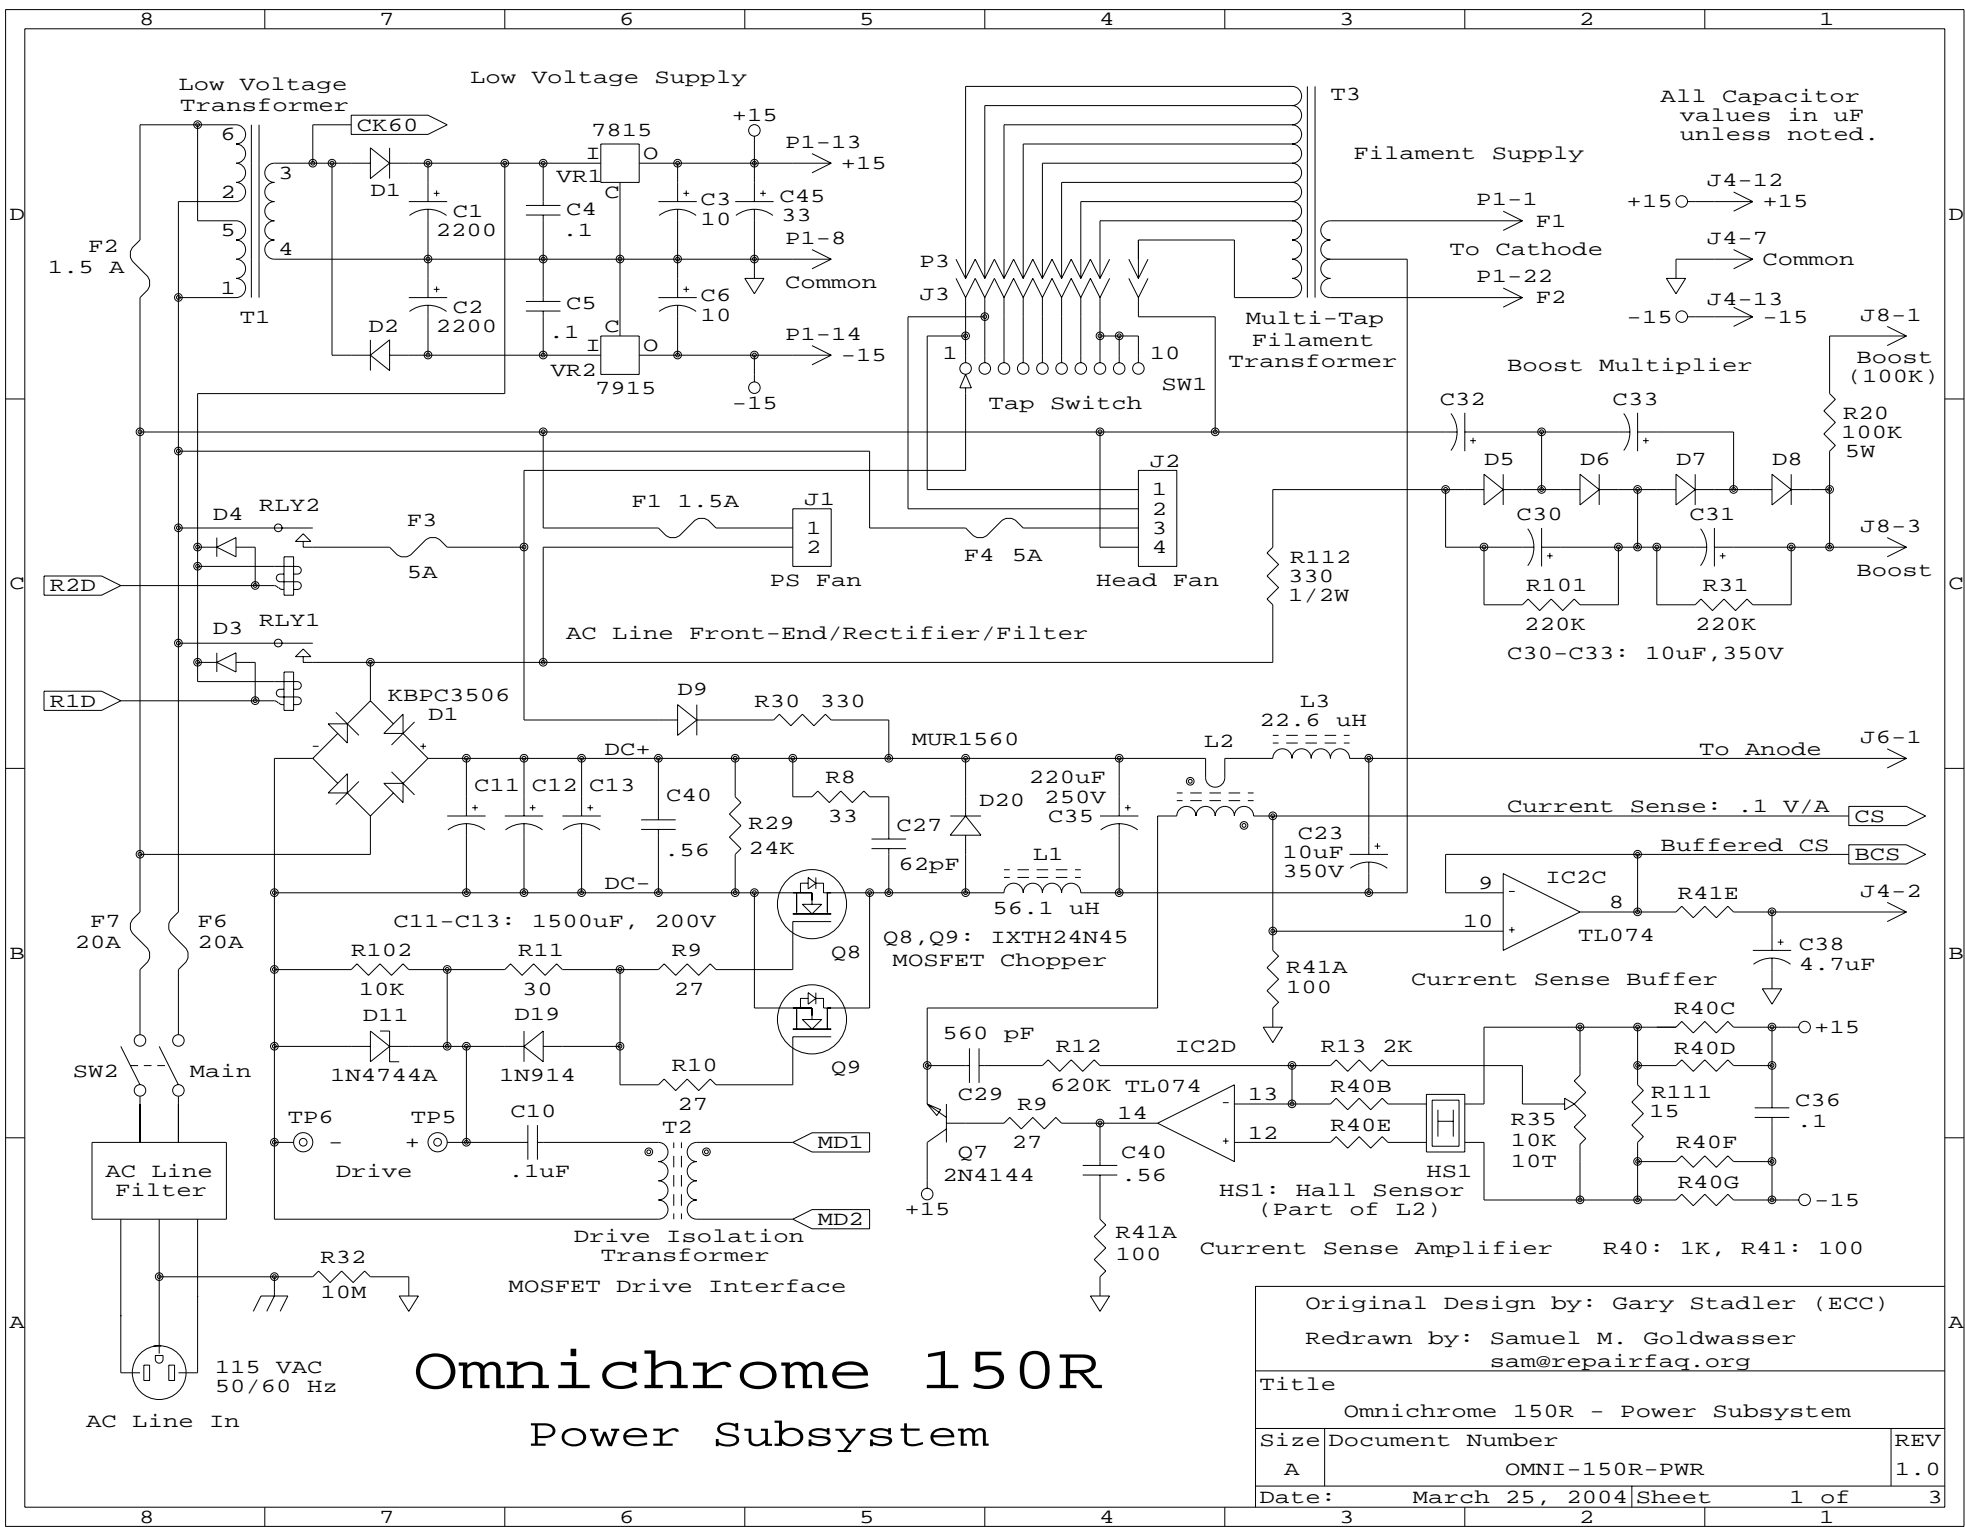 8 7 6 5 4 3 2 1
D
C
B
A
D
C
B
A
Low Voltage
Transformer
Low Voltage Supply
CK60
6
2
5
1
3
4
T1
F2
1.5 A
D1
D2
+
C1
2200
+
C2
2200
C4
.1
C5
.1
7815
I O
VR1
C
C
I O
VR2
7915
+
C3
10
+
C45
33
+
C6
10
+15
-15
P1-13
+15
P1-8
Common
P1-14
-15
T3
Filament Supply
P1-1
F1
To Cathode
P1-22
F2
Multi-Tap
Filament
Transformer
P3
J3
1 10
SW1
Tap Switch
All Capacitor
values in uF
unless noted.
J4-12
+15 +15
J4-7
Common
J4-13
-15 -15
Boost Multiplier
J8-1
Boost
(100K)
R20
100K
5W
C32
+
C33
+
D5 D6 D7 D8
C30
+
C31
+
R101
220K
R31
220K
J8-3
Boost
C30-C33: 10uF,350V
D4 RLY2
R2D
F3
5A
D3 RLY1
R1D
F1 1.5A
J1
1
2
PS Fan
F4 5A
J2
1
2
3
4
Head Fan
R112
330
1/2W
AC Line Front-End/Rectifier/Filter
KBPC3506
D1
- +
D9
R30 330
DC+
DC-
C11
+
C12
+
C13
+
C40
.56
R29
24K
R8
33
C27
62pF
MUR1560
D20
220uF
250V
C35
+
L1
56.1 uH
L2
L3
22.6 uH
To Anode
J6-1
C23
10uF
350V
+
Current Sense: .1 V/A
CS
Buffered CS
BCS
9 -
10 +
8
IC2C
TL074
R41E
J4-2
+
C38
4.7uF
Current Sense Buffer
R41A
100
F7
20A
F6
20A
C11-C13: 1500uF, 200V
Q8,Q9: IXTH24N45
MOSFET Chopper
R102
10K
R11
30
R9
27
Q8
D11
1N4744A
D19
1N914
R10
27
Q9
SW2 Main
TP6
-
TP5
+
Drive
C10
.1uF
T2
MD1
MD2
Drive Isolation
Transformer
MOSFET Drive Interface
560 pF
C29
R12
620K
IC2D
TL074
14
- 13
+ 12
R13 2K
R40B
R40E
R9
27
Q7
2N4144
+15
C40
.56
R41A
100
H
HS1
HS1: Hall Sensor
(Part of L2)
R35
10K
10T
R111
15
R40C
R40D
R40F
R40G
C36
.1
+15
-15
Current Sense Amplifier
R40: 1K, R41: 100
AC Line
Filter
R32
10M
115 VAC
50/60 Hz
AC Line In
Omnichrome 150R
Power Subsystem
Original Design by: Gary Stadler (ECC)
Redrawn by: Samuel M. Goldwasser
sam@repairfaq.org
Title
Omnichrome 150R - Power Subsystem
Size Document Number REV
A OMNI-150R-PWR 1.0
Date: March 25, 2004 Sheet 1 of 3
8 7 6 5 4 3 2 1